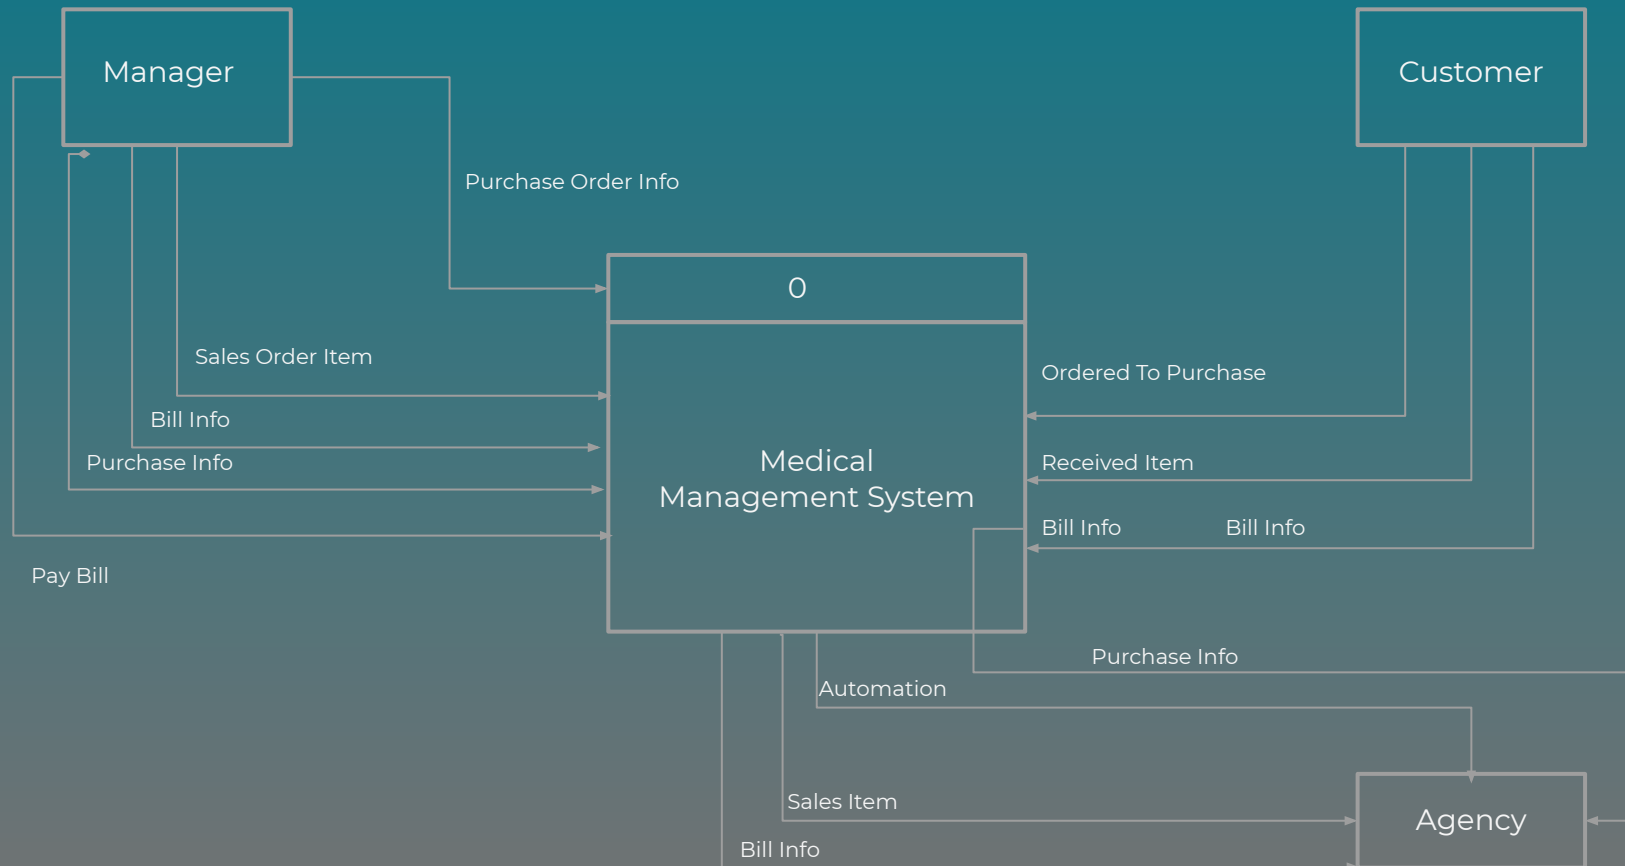 Manager
Customer
Purchase Order Info
0
Sales Order Item
Ordered To Purchase
Bill Info
Purchase Info
Medical
Management System
Received Item
Bill Info
Bill Info
Pay Bill
Purchase Info
Automation
Sales Item
Agency
Bill Info